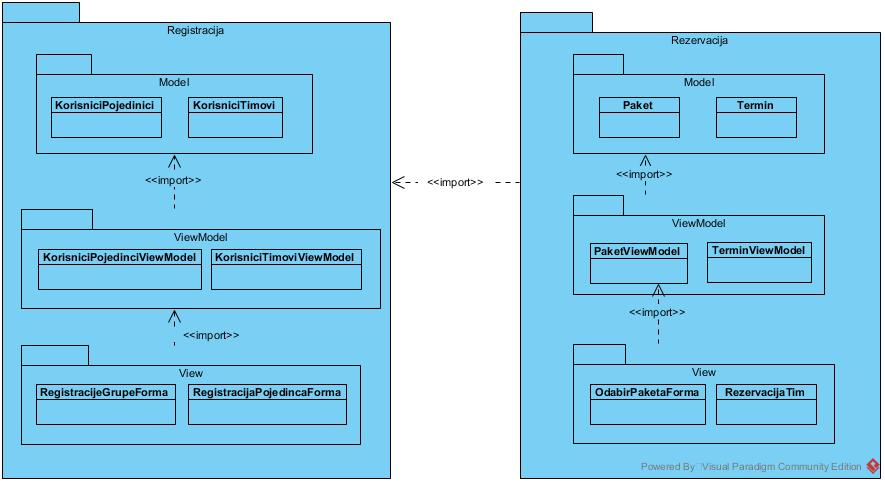 Registracija
Model
KorisniciPojedinici
KorisniciTimovi
<<import>>
ViewModel
KorisniciPojedinciViewModel
KorisniciTimoviViewModel
<<import>>
View
RegistracijeGrupeForma
RegistracijaPojedincaForma
<<import>>
Rezervacija
Model
Paket
Termin
<<import>>
ViewModel
PaketViewModel
TerminViewModel
<<import>>
View
OdabirPaketaForma
RezervacijaTim
Powered By Visual Paradigm Community Edition